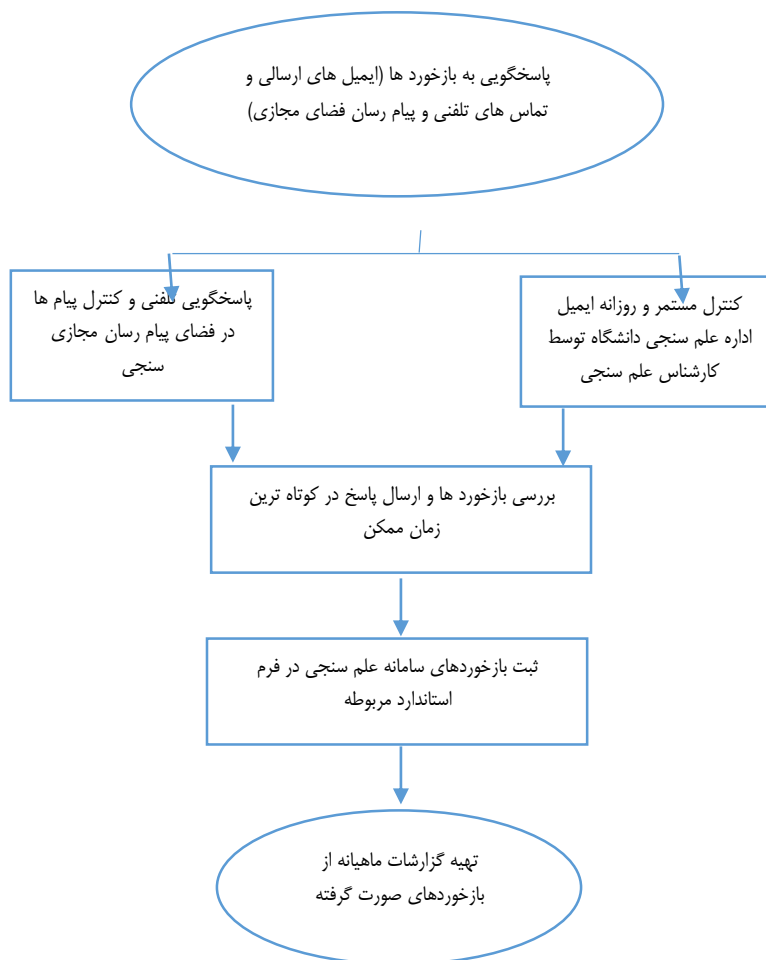 پاسخگویی به بازخورد ها (ایمیل های ارسالی و
تماس های تلفنی و پیام رسان فضای مجازی)
کنترل مستمر و روزانه ایمیل
اداره علم سنجی دانشگاه توسط
کارشناس علم سنجی
پاسخگویی تلفنی و کنترل پیام ها
در فضای پیام رسان مجازی
سنجی
بررسی بازخورد ها و ارسال پاسخ در کوتاه ترین
زمان ممکن
ثبت بازخوردهای سامانه علم سنجی در فرم
استاندارد مربوطه
تهیه گزارشات ماهیانه از
بازخوردهای صورت گرفته